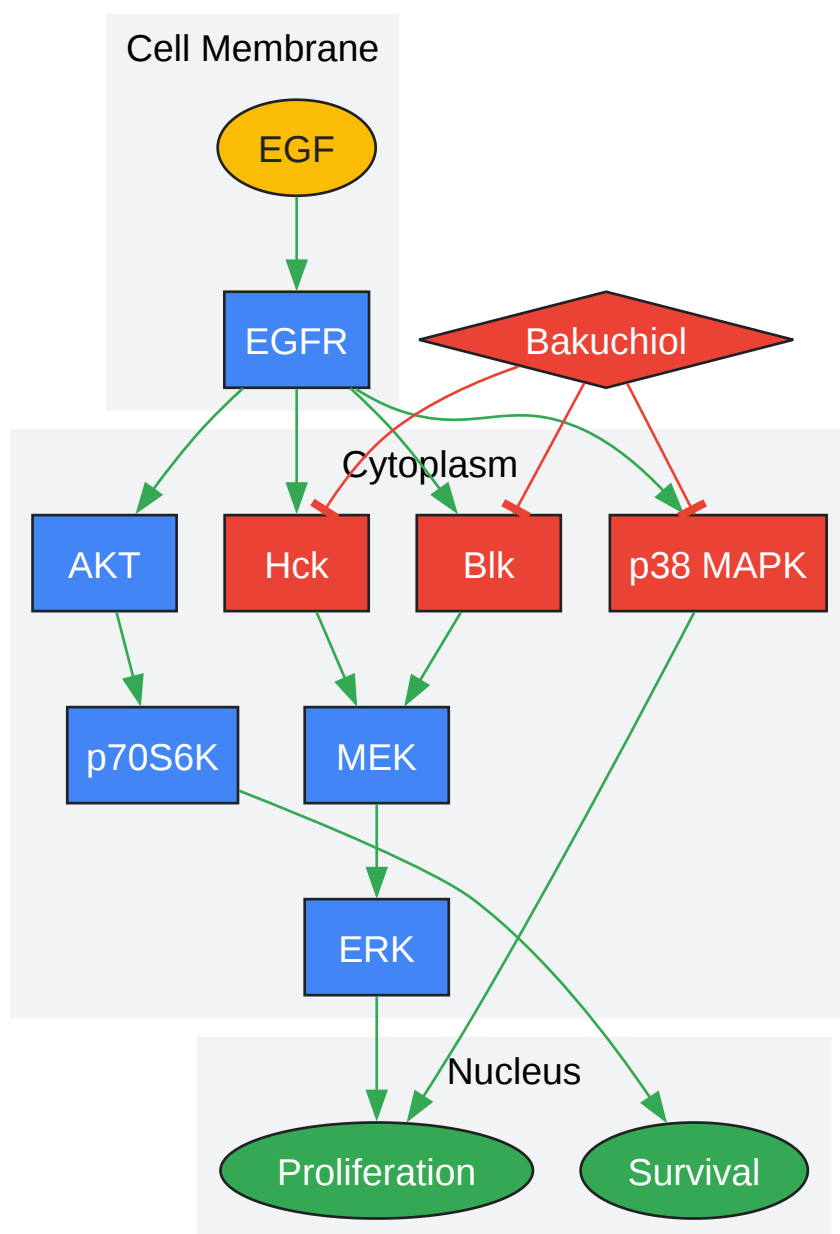 Cell Membrane
EGF
EGFR
Bakuchiol
Cytoplasm
AKT
Hck
Blk
p38 MAPK
p70S6K
MEK
ERK
Nucleus
Proliferation
Survival